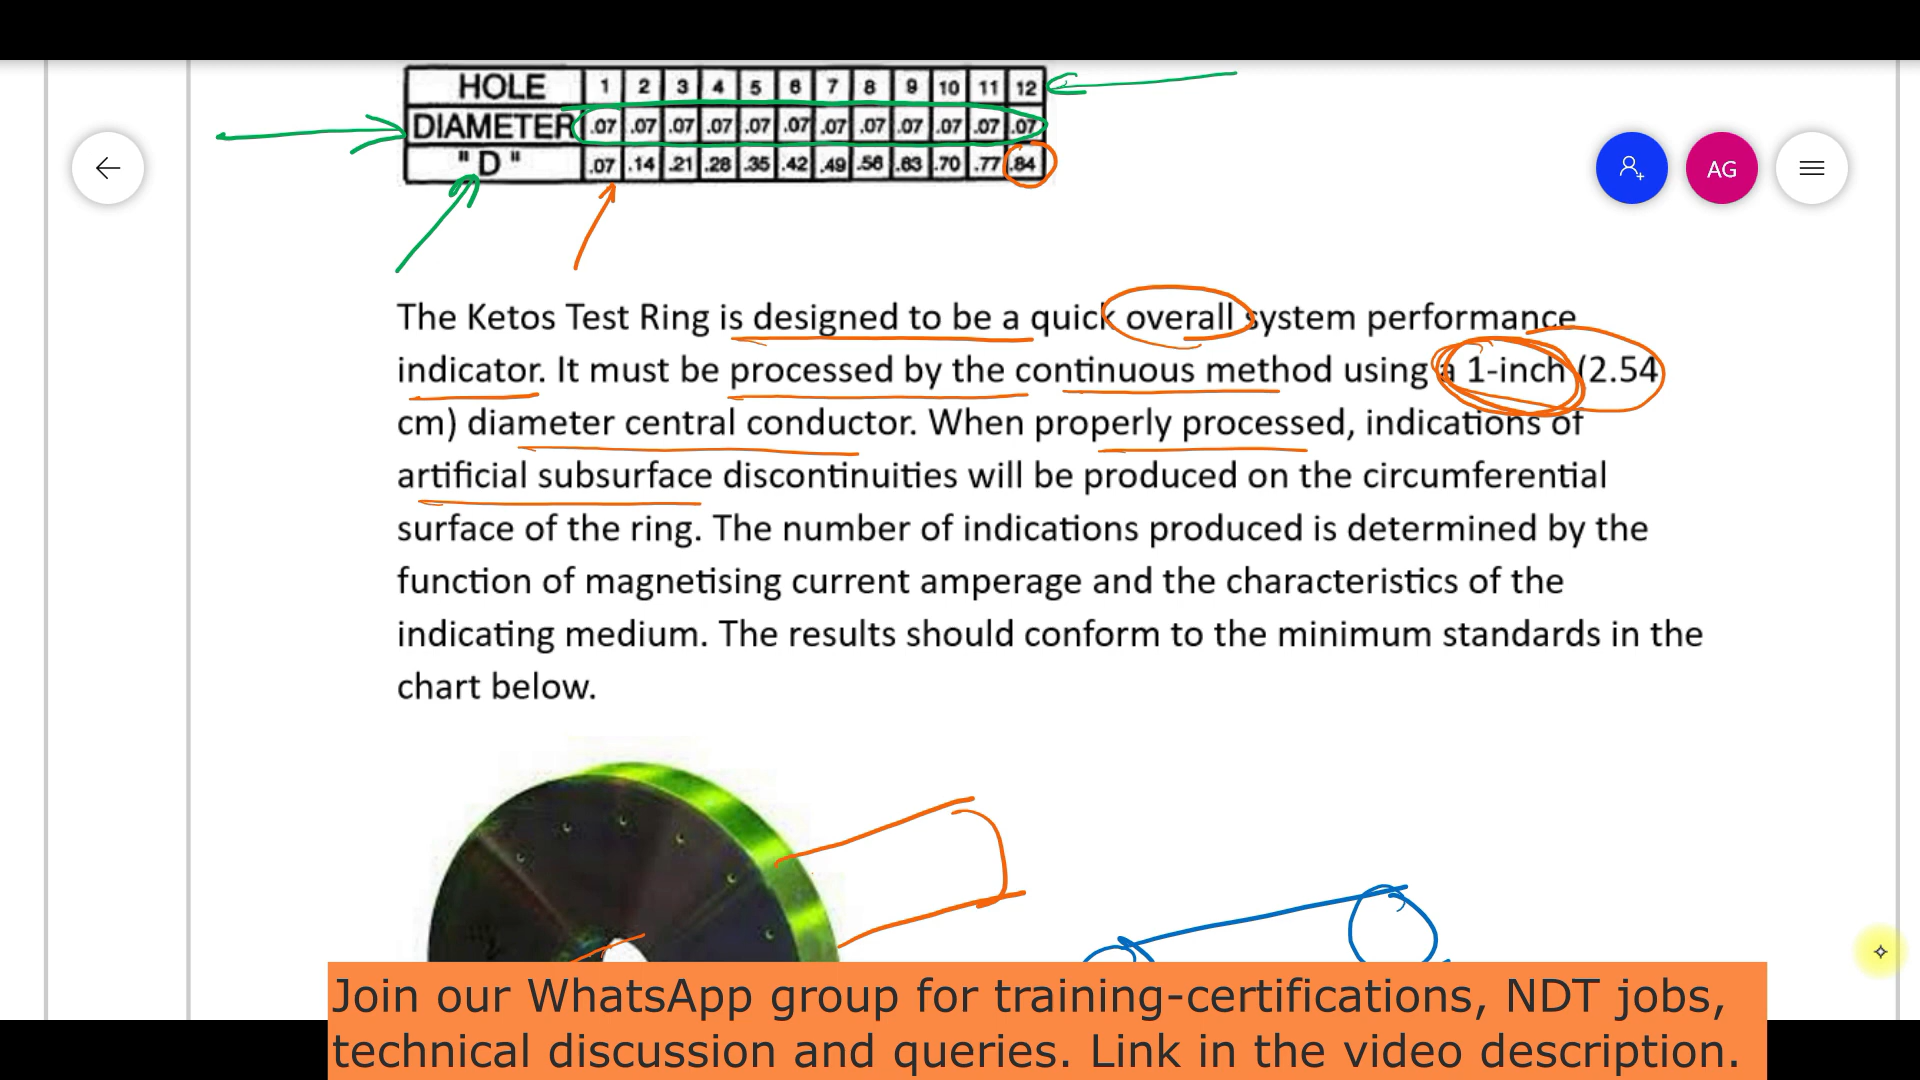 HOLE 1 2 3 4 5 6 7 8 9 10 11 12
DIAMETER .07 .07 .07 .07 .07 .07 .07 .07 .07 .07 .07 .07
"D" .07 .14 .21 .28 .35 .42 .49 .56 .63 .70 .77 .84
AG
The Ketos Test Ring is designed to be a quick overall system performance
indicator. It must be processed by the continuous method using a 1-inch (2.54
cm) diameter central conductor. When properly processed, indications of
artificial subsurface discontinuities will be produced on the circumferential
surface of the ring. The number of indications produced is determined by the
function of magnetising current amperage and the characteristics of the
indicating medium. The results should conform to the minimum standards in the
chart below.
Join our WhatsApp group for training-certifications, NDT jobs,
technical discussion and queries. Link in the video description.